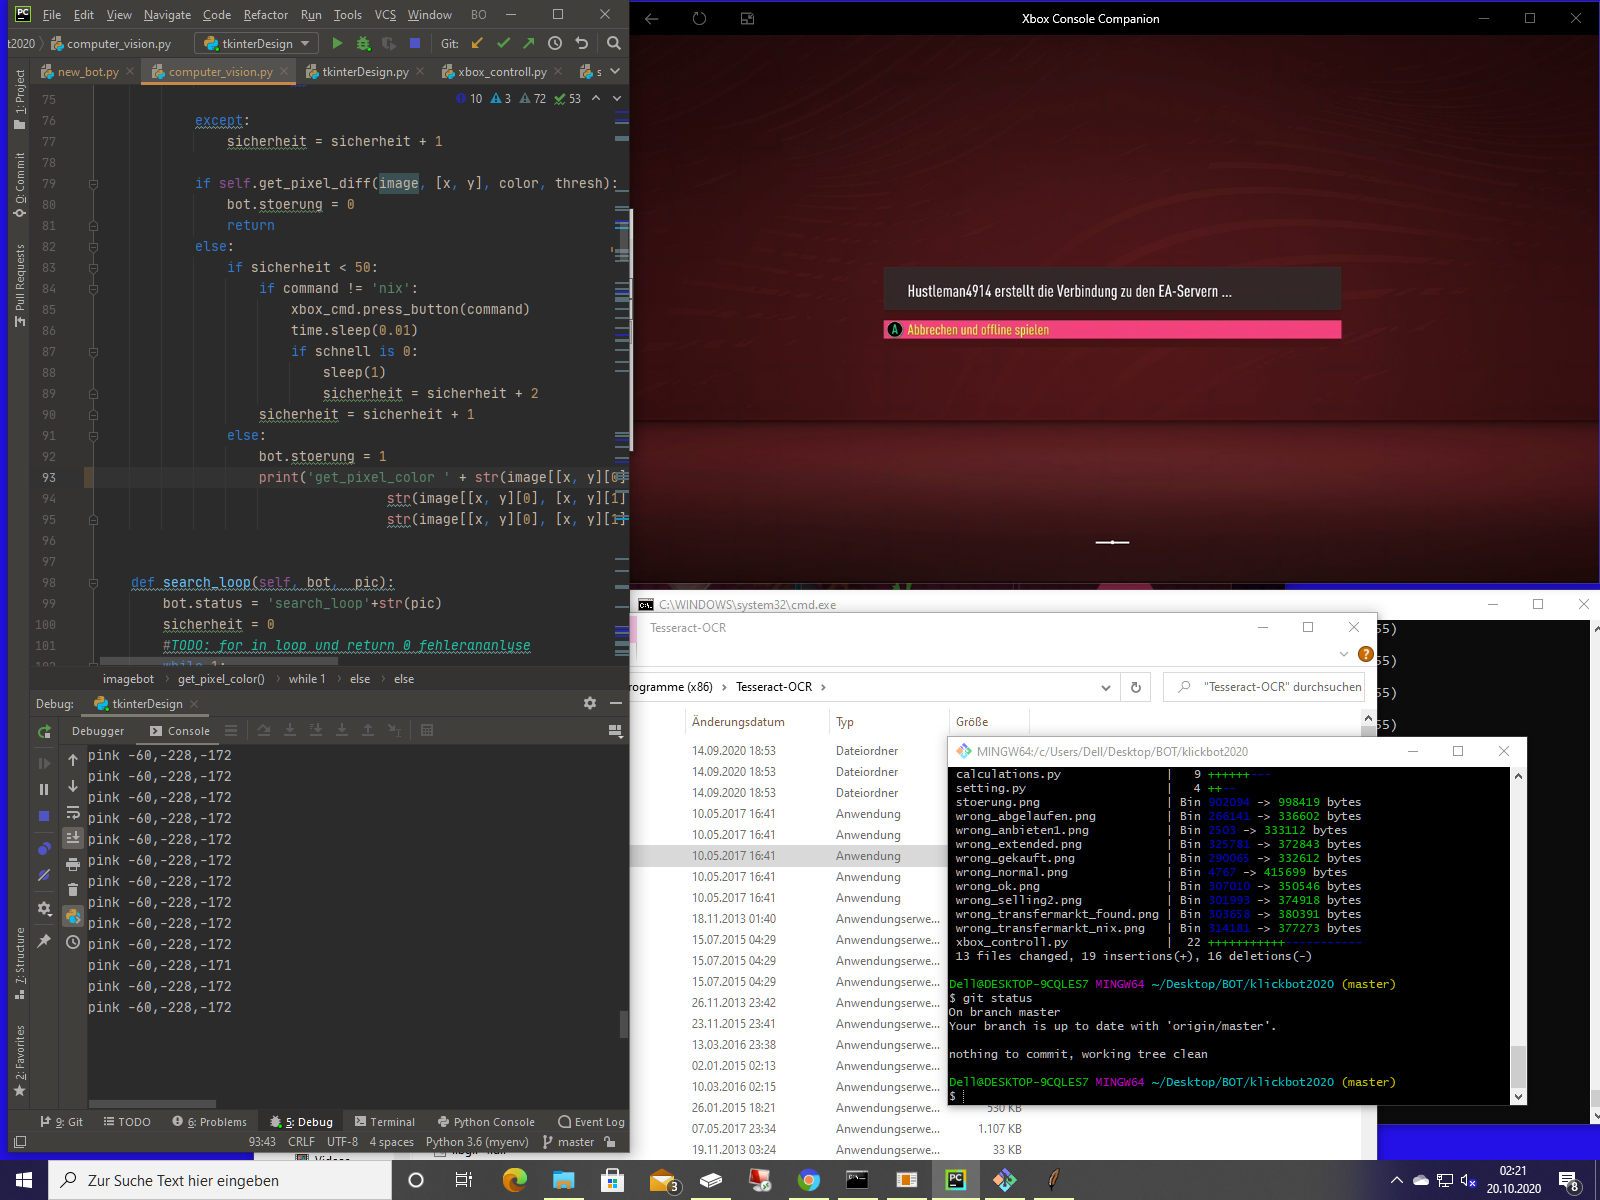 File Edit View Navigate Code Refactor Run Tools VCS Window BO
t2020 computer_vision.py tkinterDesign Git:
new_bot.py computer_vision.py tkinterDesign.py xbox_controll.py s
10 3 72 53
1: Project
0: Commit
Pull Requests
7: Structure
2: Favorites
75
76 except:
77 sicherheit = sicherheit + 1
78
79 if self.get_pixel_diff(image, [x, y], color, thresh):
80 bot.stoerung = 0
81 return
82 else:
83 if sicherheit < 50:
84 if command != 'nix':
85 xbox_cmd.press_button(command)
86 time.sleep(0.01)
87 if schnell is 0:
88 sleep(1)
89 sicherheit = sicherheit + 2
90 sicherheit = sicherheit + 1
91 else:
92 bot.stoerung = 1
93 print('get_pixel_color ' + str(image[[x, y][0]
94 str(image[[x, y][0], [x, y][1]
95 str(image[[x, y][0], [x, y][1]
96
97
98 def search_loop(self, bot, pic):
99 bot.status = 'search_loop'+str(pic)
100 sicherheit = 0
101 #TODO: for in loop und return 0 fehlerananlyse
102 while 1:
imagebot get_pixel_color() while 1 else else
Debug: tkinterDesign
Debugger Console
pink -60,-228,-172
pink -60,-228,-172
pink -60,-228,-172
pink -60,-228,-172
pink -60,-228,-172
pink -60,-228,-172
pink -60,-228,-172
pink -60,-228,-172
pink -60,-228,-172
pink -60,-228,-172
pink -60,-228,-171
pink -60,-228,-172
pink -60,-228,-172
9: Git TODO 6: Problems 5: Debug Terminal Python Console Event Log
93:43 CRLF UTF-8 4 spaces Python 3.6 (myenv) master
Xbox Console Companion
Hustleman4914 erstellt die Verbindung zu den EA-Servern ...
A Abbrechen und offline spielen
C:\WINDOWS\system32\cmd.exe
55)
55)
55)
55)
Tesseract-OCR
rogramme (x86) Tesseract-OCR "Tesseract-OCR" durchsuchen
Änderungsdatum Typ Größe
14.09.2020 18:53 Dateiordner
14.09.2020 18:53 Dateiordner
14.09.2020 18:53 Dateiordner
10.05.2017 16:41 Anwendung
10.05.2017 16:41 Anwendung
10.05.2017 16:41 Anwendung
10.05.2017 16:41 Anwendung
10.05.2017 16:41 Anwendung
18.11.2013 01:40 Anwendungserwe...
15.07.2015 04:29 Anwendungserwe...
15.07.2015 04:29 Anwendungserwe...
15.07.2015 04:29 Anwendungserwe...
26.11.2013 23:42 Anwendungserwe...
23.11.2015 23:41 Anwendungserwe...
13.03.2016 23:38 Anwendungserwe...
02.01.2015 02:13 Anwendungserwe...
10.03.2016 02:15 Anwendungserwe...
26.01.2015 18:21 Anwendungserwe... 530 KB
07.05.2017 23:34 Anwendungserwe... 1.107 KB
19.11.2013 03:24 Anwendungserwe... 33 KB
MINGW64:/c/Users/Dell/Desktop/BOT/klickbot2020
calculations.py | 9 ++++++---
setting.py | 4 ++--
stoerung.png | Bin 902094 -> 998419 bytes
wrong_abgelaufen.png | Bin 266141 -> 336602 bytes
wrong_anbieten1.png | Bin 2503 -> 333112 bytes
wrong_extended.png | Bin 325781 -> 372843 bytes
wrong_gekauft.png | Bin 290065 -> 332612 bytes
wrong_normal.png | Bin 4767 -> 415699 bytes
wrong_ok.png | Bin 307010 -> 350546 bytes
wrong_selling2.png | Bin 301993 -> 374918 bytes
wrong_transfermarkt_found.png | Bin 303658 -> 380391 bytes
wrong_transfermarkt_nix.png | Bin 314181 -> 377273 bytes
xbox_controll.py | 22 +++++++++++-----------
13 files changed, 19 insertions(+), 16 deletions(-)
Dell@DESKTOP-9CQLES7 MINGW64 ~/Desktop/BOT/klickbot2020 (master)
$ git status
On branch master
Your branch is up to date with 'origin/master'.
nothing to commit, working tree clean
Dell@DESKTOP-9CQLES7 MINGW64 ~/Desktop/BOT/klickbot2020 (master)
$
Zur Suche Text hier eingeben
3
02:21
20.10.2020
8